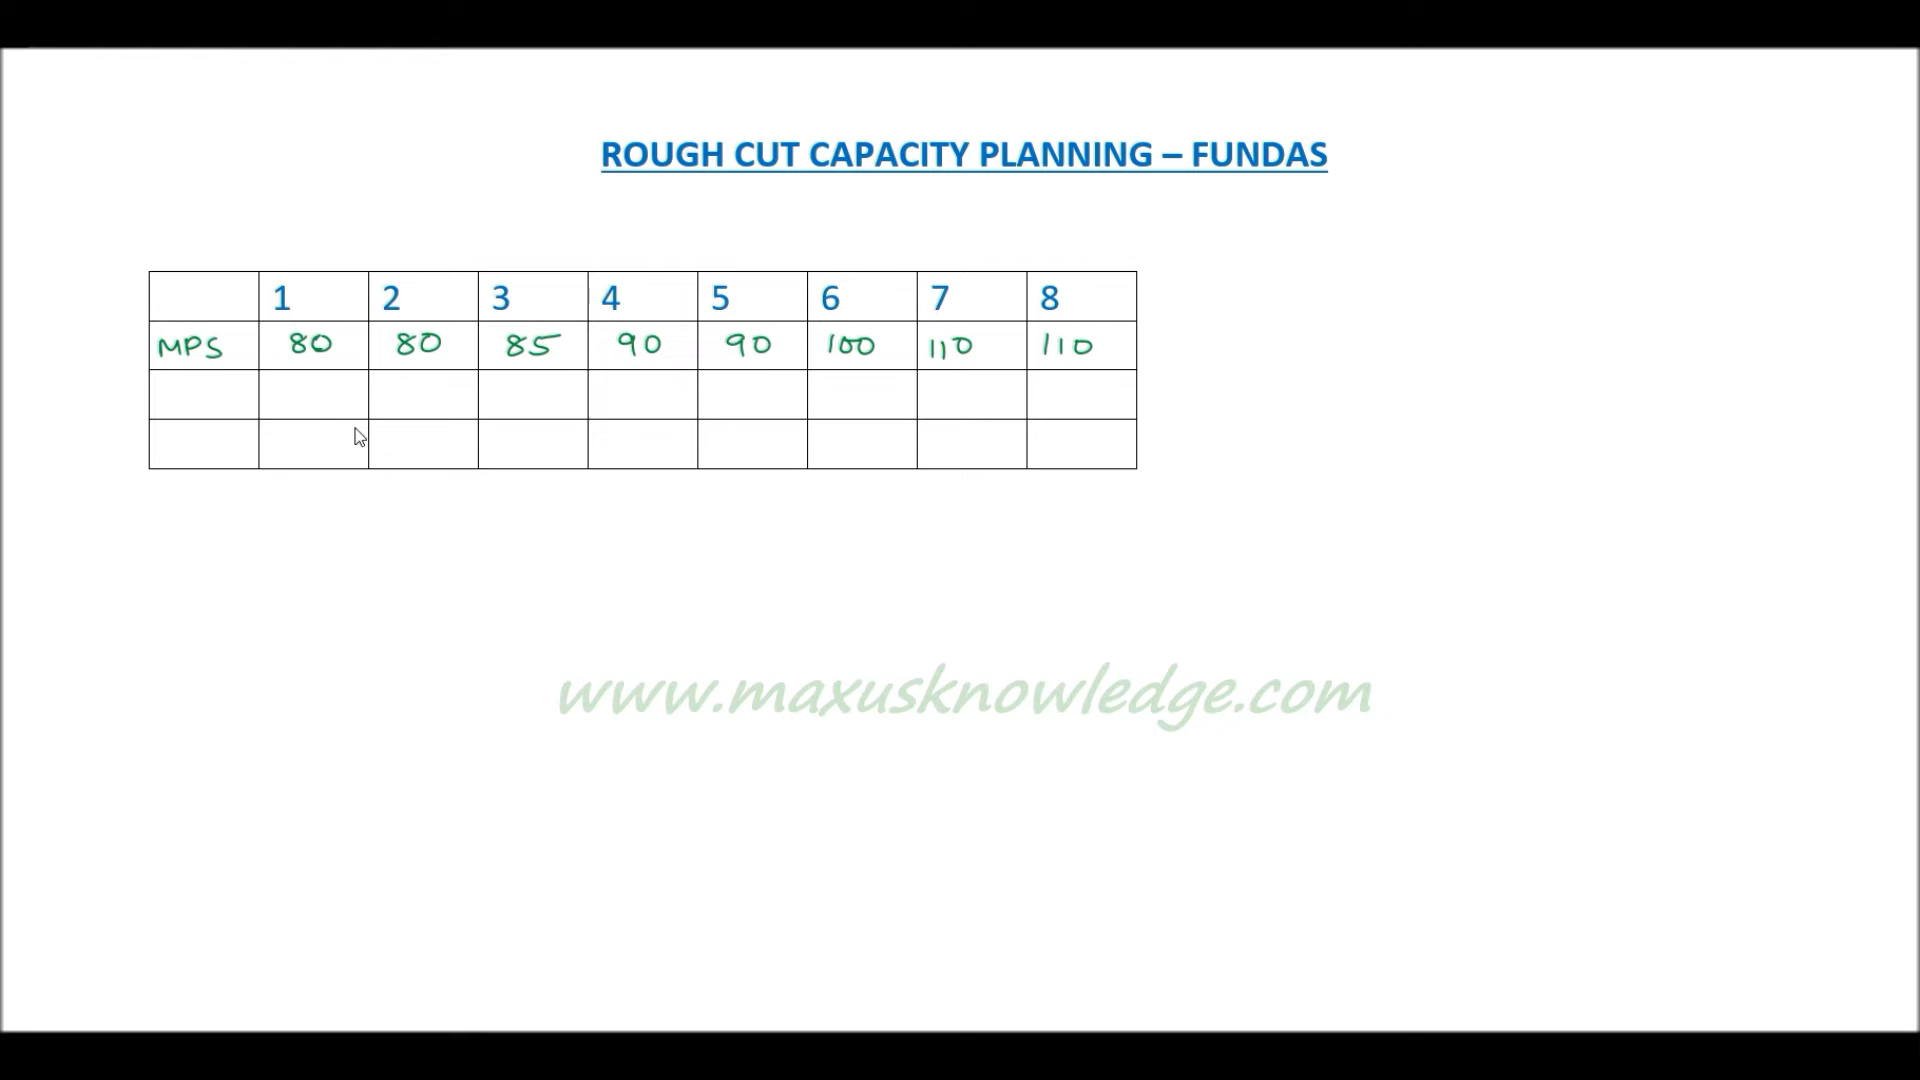 ROUGH CUT CAPACITY PLANNING – FUNDAS
1 2 3 4 5 6 7 8
MPS 80 80 85 90 90 100 110 110
www.maxusknowledge.com